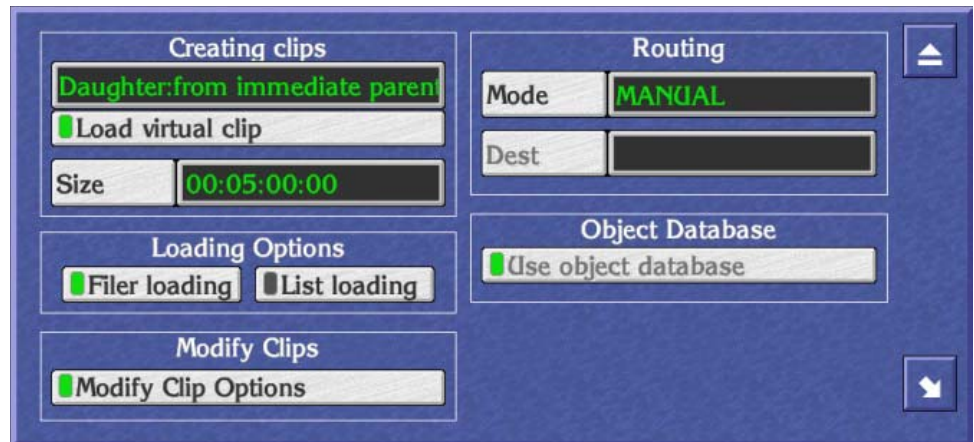 Creating clips
Daughter:from immediate parent
Load virtual clip
Size 00:05:00:00
Loading Options
Filer loading List loading
Modify Clips
Modify Clip Options
Routing
Mode MANUAL
Dest
Object Database
Use object database